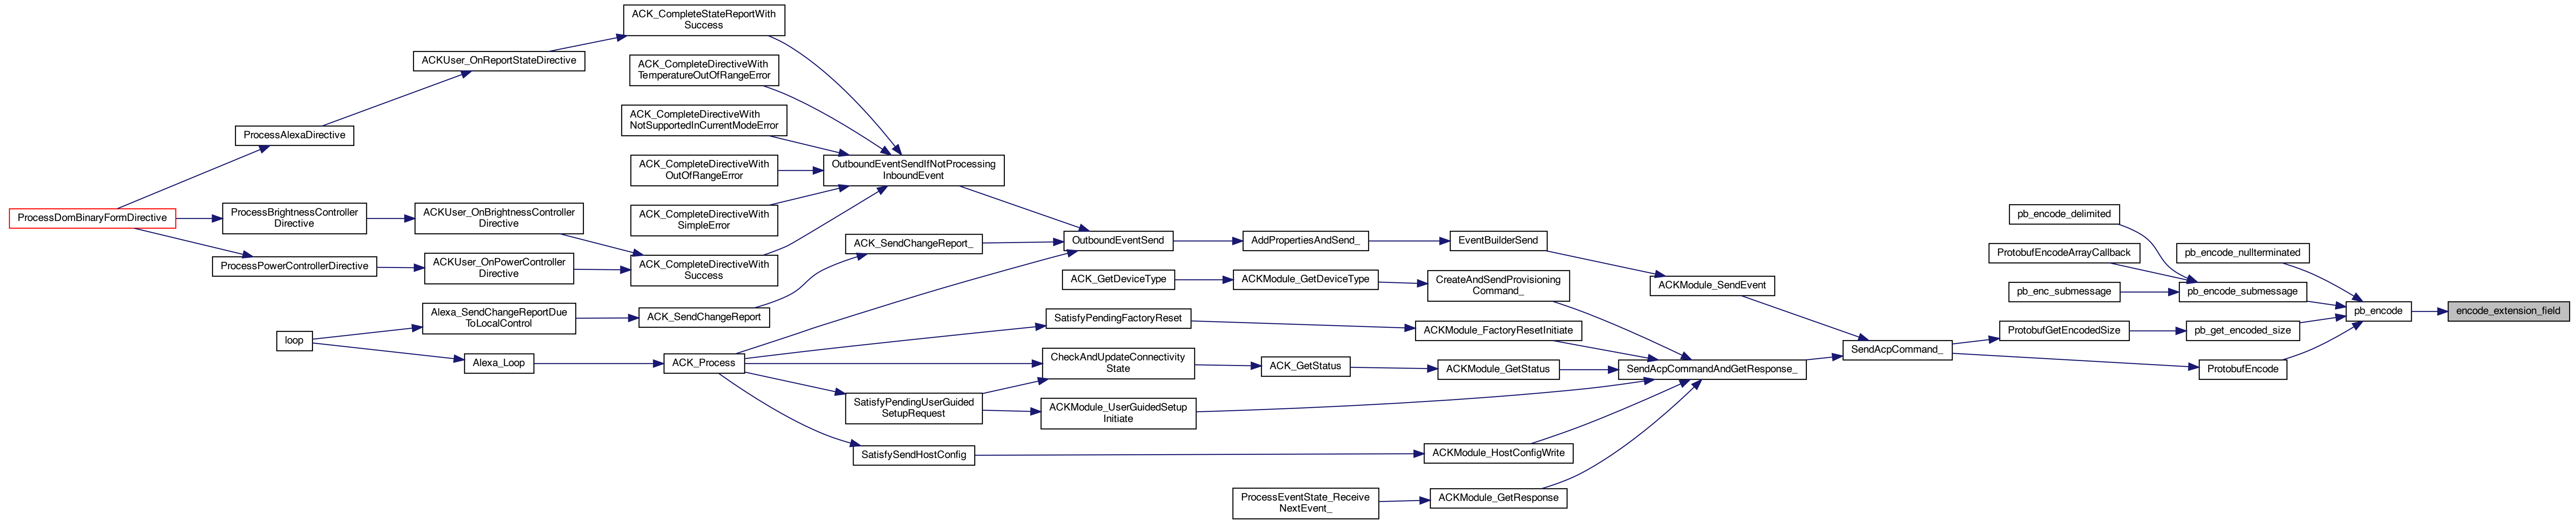 ACK_CompleteStateReportWith
Success
ACKUser_OnReportStateDirective
ACK_CompleteDirectiveWith
TemperatureOutOfRangeError
ACK_CompleteDirectiveWith
NotSupportedInCurrentModeError
ProcessAlexaDirective
ACK_CompleteDirectiveWith
OutOfRangeError
OutboundEventSendIfNotProcessing
InboundEvent
ProcessDomBinaryFormDirective
ProcessBrightnessController
Directive
ACKUser_OnBrightnessController
Directive
ACK_CompleteDirectiveWith
SimpleError
ACK_SendChangeReport_
OutboundEventSend
AddPropertiesAndSend_
EventBuilderSend
pb_encode_delimited
ProcessPowerControllerDirective
ACKUser_OnPowerController
Directive
ACK_CompleteDirectiveWith
Success
ACK_GetDeviceType
ACKModule_GetDeviceType
CreateAndSendProvisioning
Command_
ACKModule_SendEvent
ProtobufEncodeArrayCallback
pb_encode_nullterminated
pb_enc_submessage
pb_encode_submessage
Alexa_SendChangeReportDue
ToLocalControl
ACK_SendChangeReport
SatisfyPendingFactoryReset
ACKModule_FactoryResetInitiate
pb_encode
encode_extension_field
ProtobufGetEncodedSize
pb_get_encoded_size
loop
Alexa_Loop
ACK_Process
CheckAndUpdateConnectivity
State
ACK_GetStatus
ACKModule_GetStatus
SendAcpCommandAndGetResponse_
SendAcpCommand_
ProtobufEncode
SatisfyPendingUserGuided
SetupRequest
ACKModule_UserGuidedSetup
Initiate
SatisfySendHostConfig
ACKModule_HostConfigWrite
ProcessEventState_Receive
NextEvent_
ACKModule_GetResponse